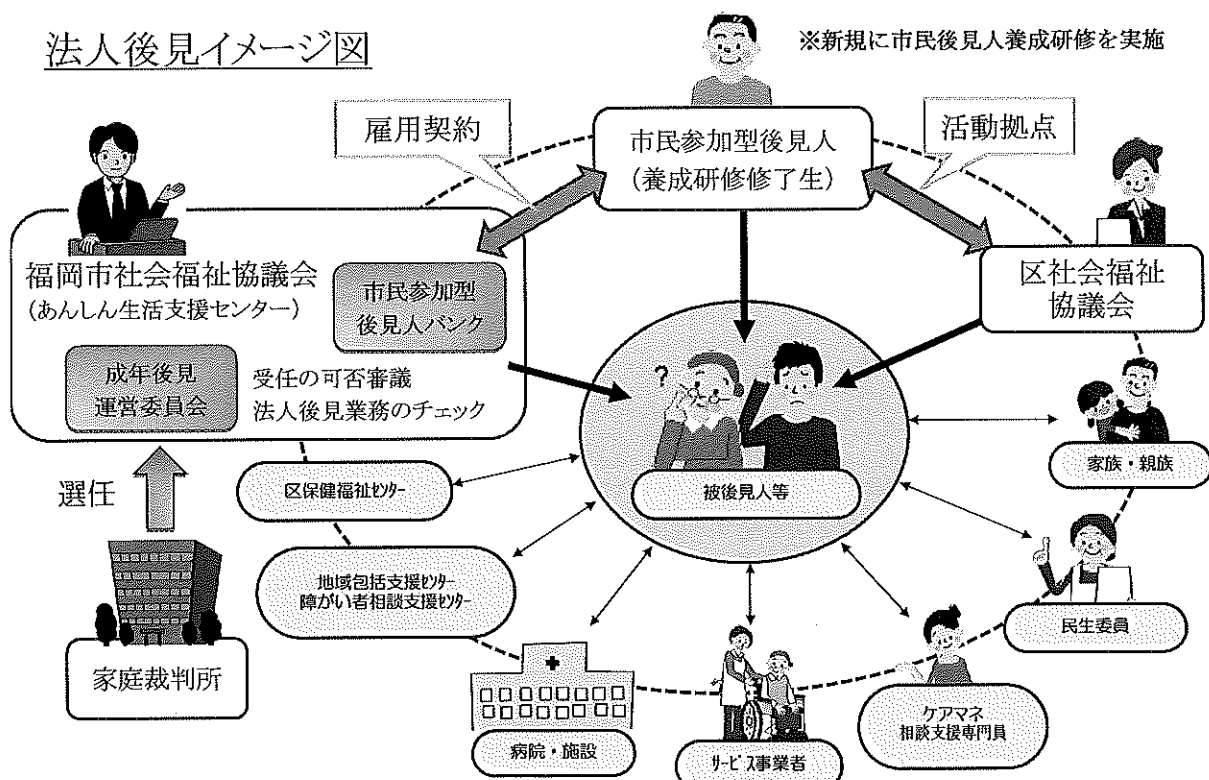 法人後見イメージ図
※新規に市民後見人養成研修を実施
雇用契約
市民参加型後見人
(養成研修修了生)
活動拠点
福岡市社会福祉協議会
(あんしん生活支援センター)
市民参加型
後見人バンク
成年後見
運営委員会
受任の可否審議
法人後見業務のチェック
区社会福祉
協議会
?
被後見人等
選任
家庭裁判所
区保健福祉センター
地域包括支援センター
障がい者相談支援センター
病院・施設
サービス事業者
ケアマネ
相談支援専門員
民生委員
家族・親族